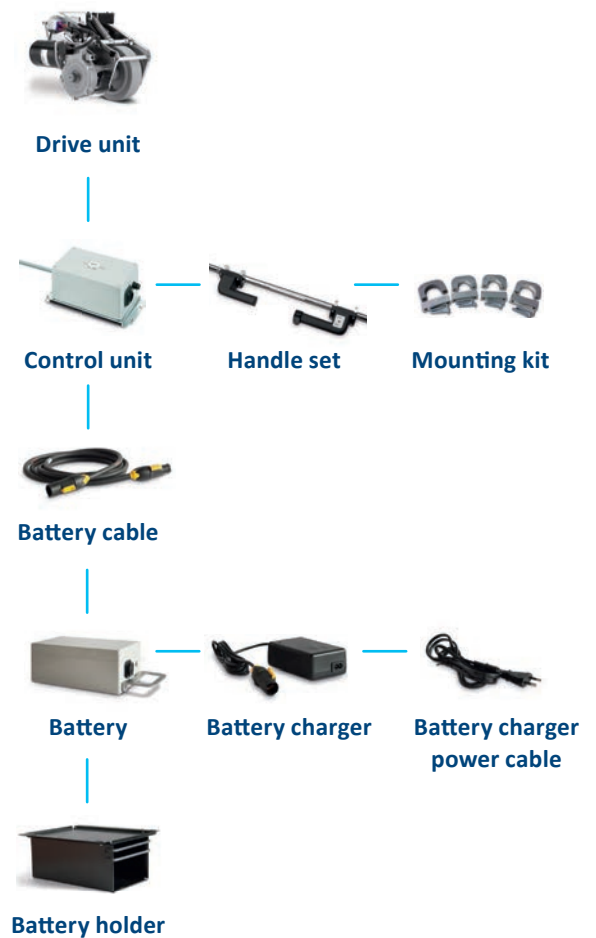 Drive unit
Control unit
Handle set
Mounting kit
Battery cable
Battery
Battery charger
Battery charger
power cable
Battery holder